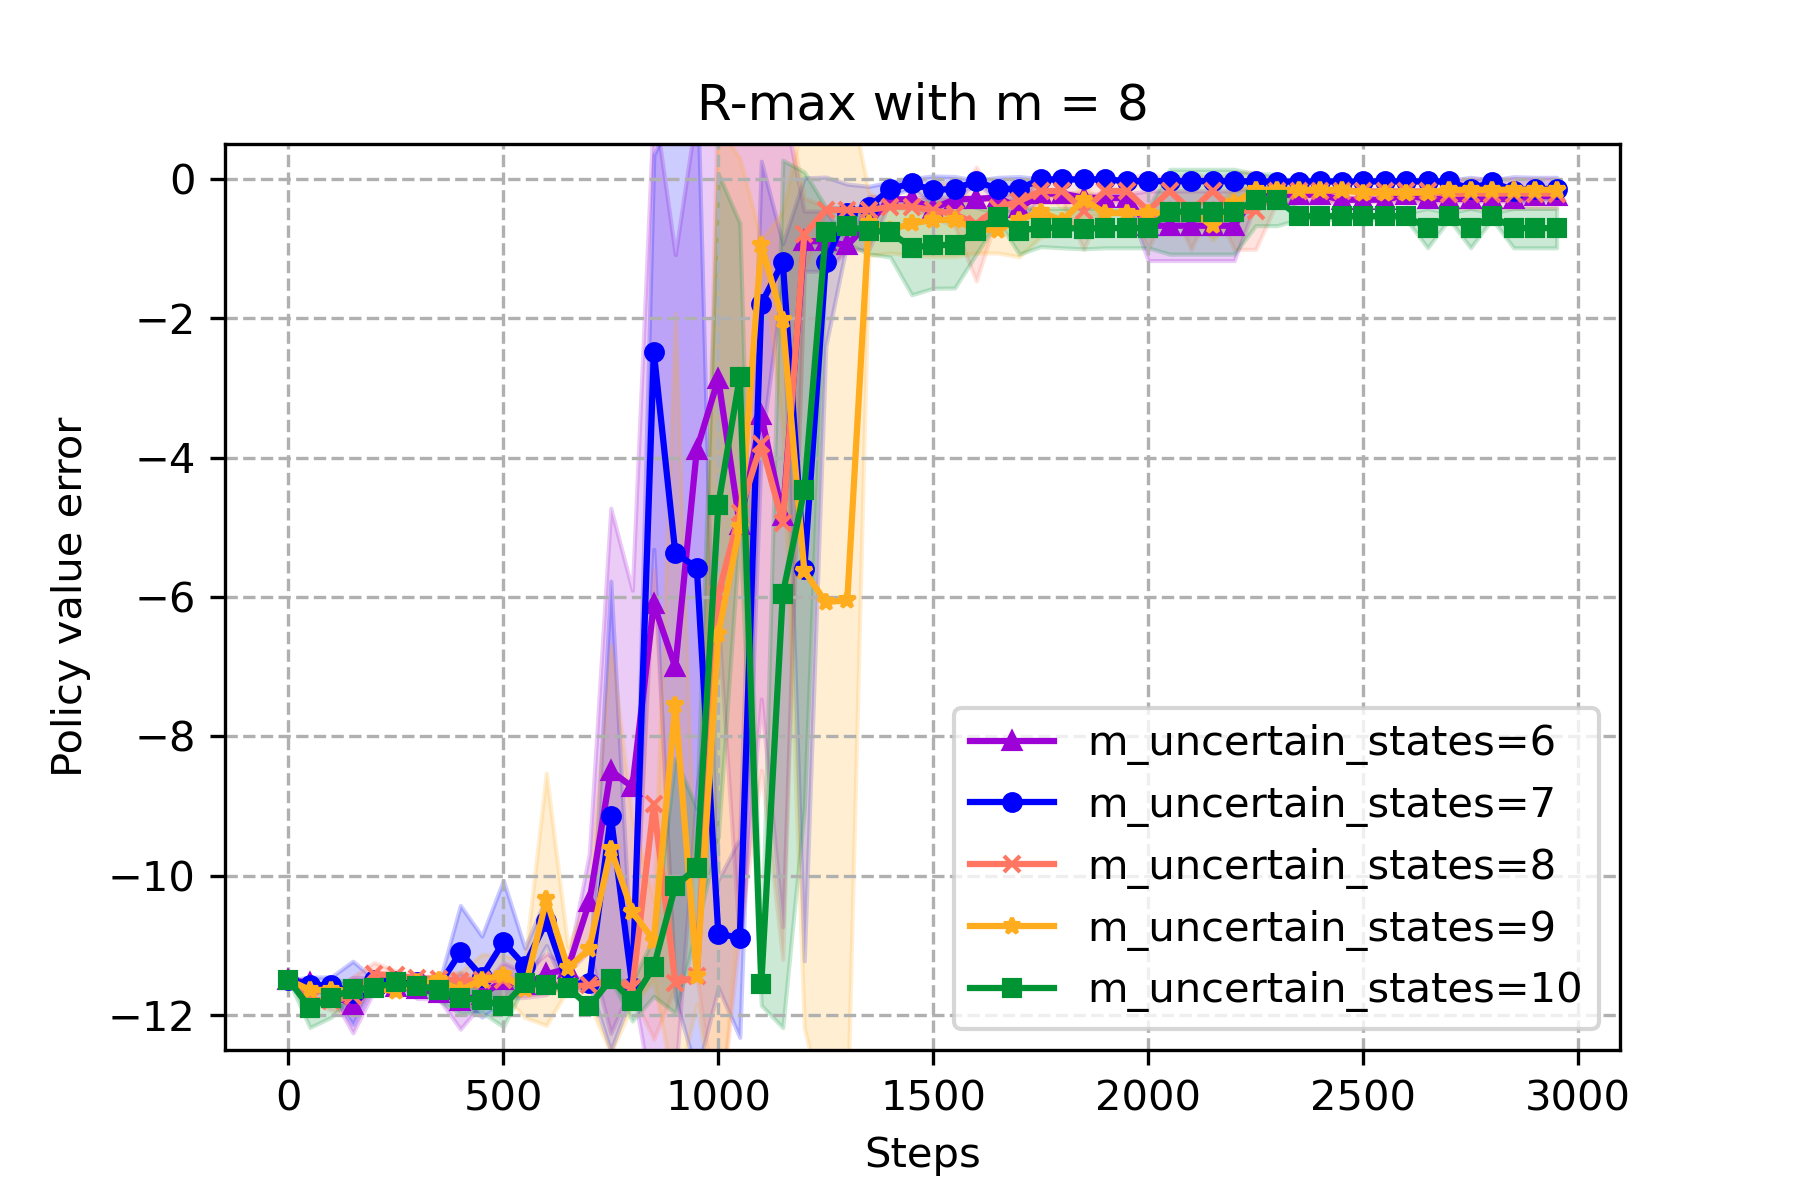 R-max with m = 8
Policy value error
0
−2
−4
−6
−8
−10
−12
m_uncertain_states=6
m_uncertain_states=7
m_uncertain_states=8
m_uncertain_states=9
m_uncertain_states=10
0 500 1000 1500 2000 2500 3000
Steps